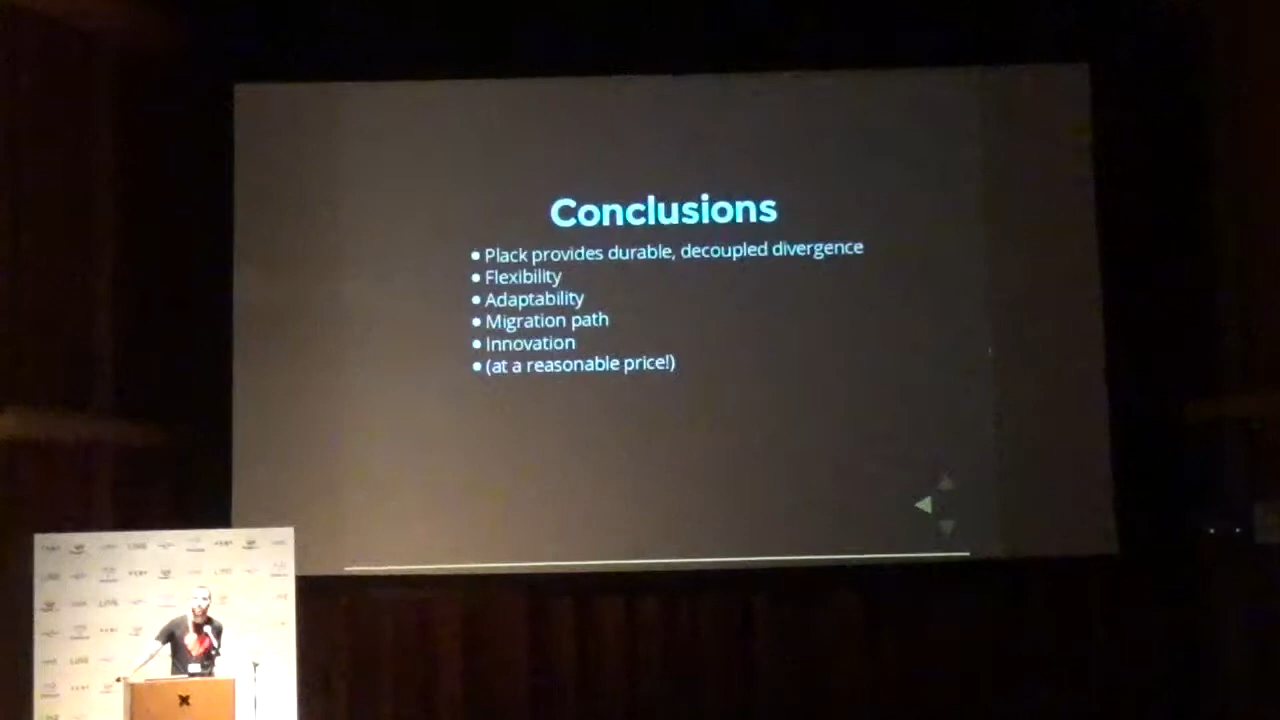 Conclusions
• Plack provides durable, decoupled divergence
• Flexibility
• Adaptability
• Migration path
• Innovation
• (at a reasonable price!)